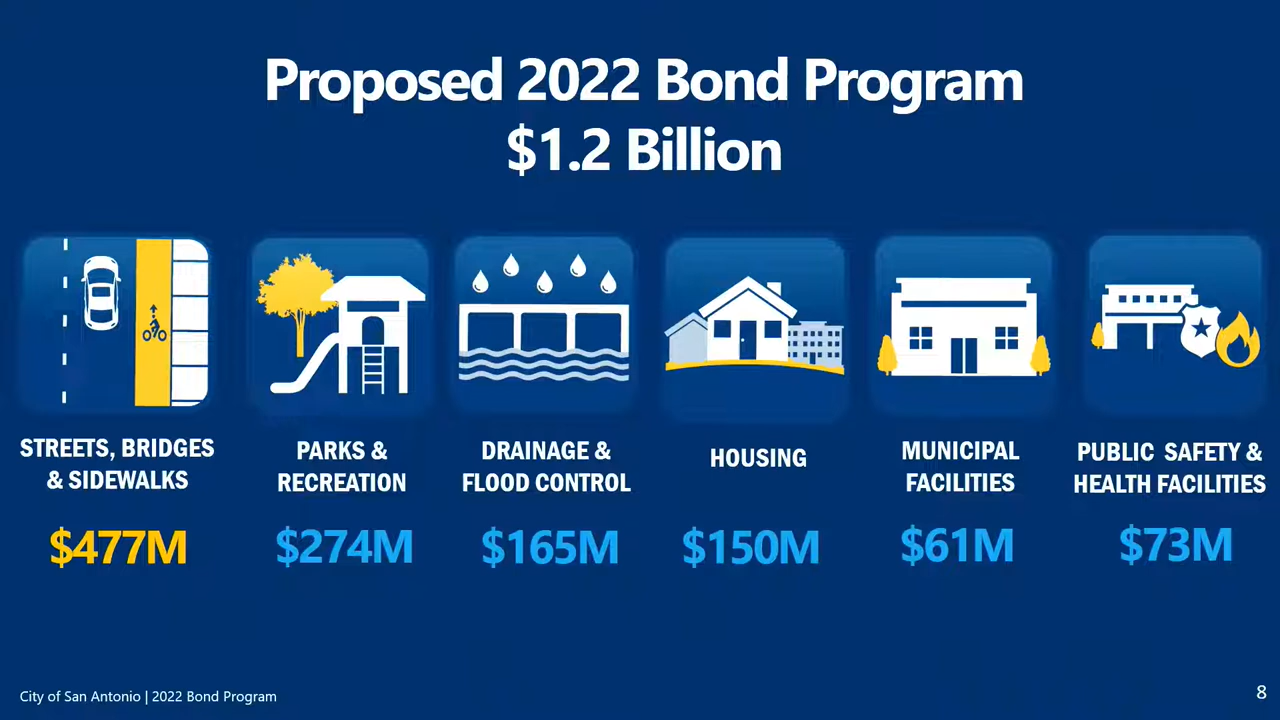 Proposed 2022 Bond Program
$1.2 Billion
STREETS, BRIDGES
& SIDEWALKS
$477M
PARKS &
RECREATION
$274M
DRAINAGE &
FLOOD CONTROL
$165M
HOUSING
$150M
MUNICIPAL
FACILITIES
$61M
PUBLIC SAFETY &
HEALTH FACILITIES
$73M
City of San Antonio | 2022 Bond Program
8